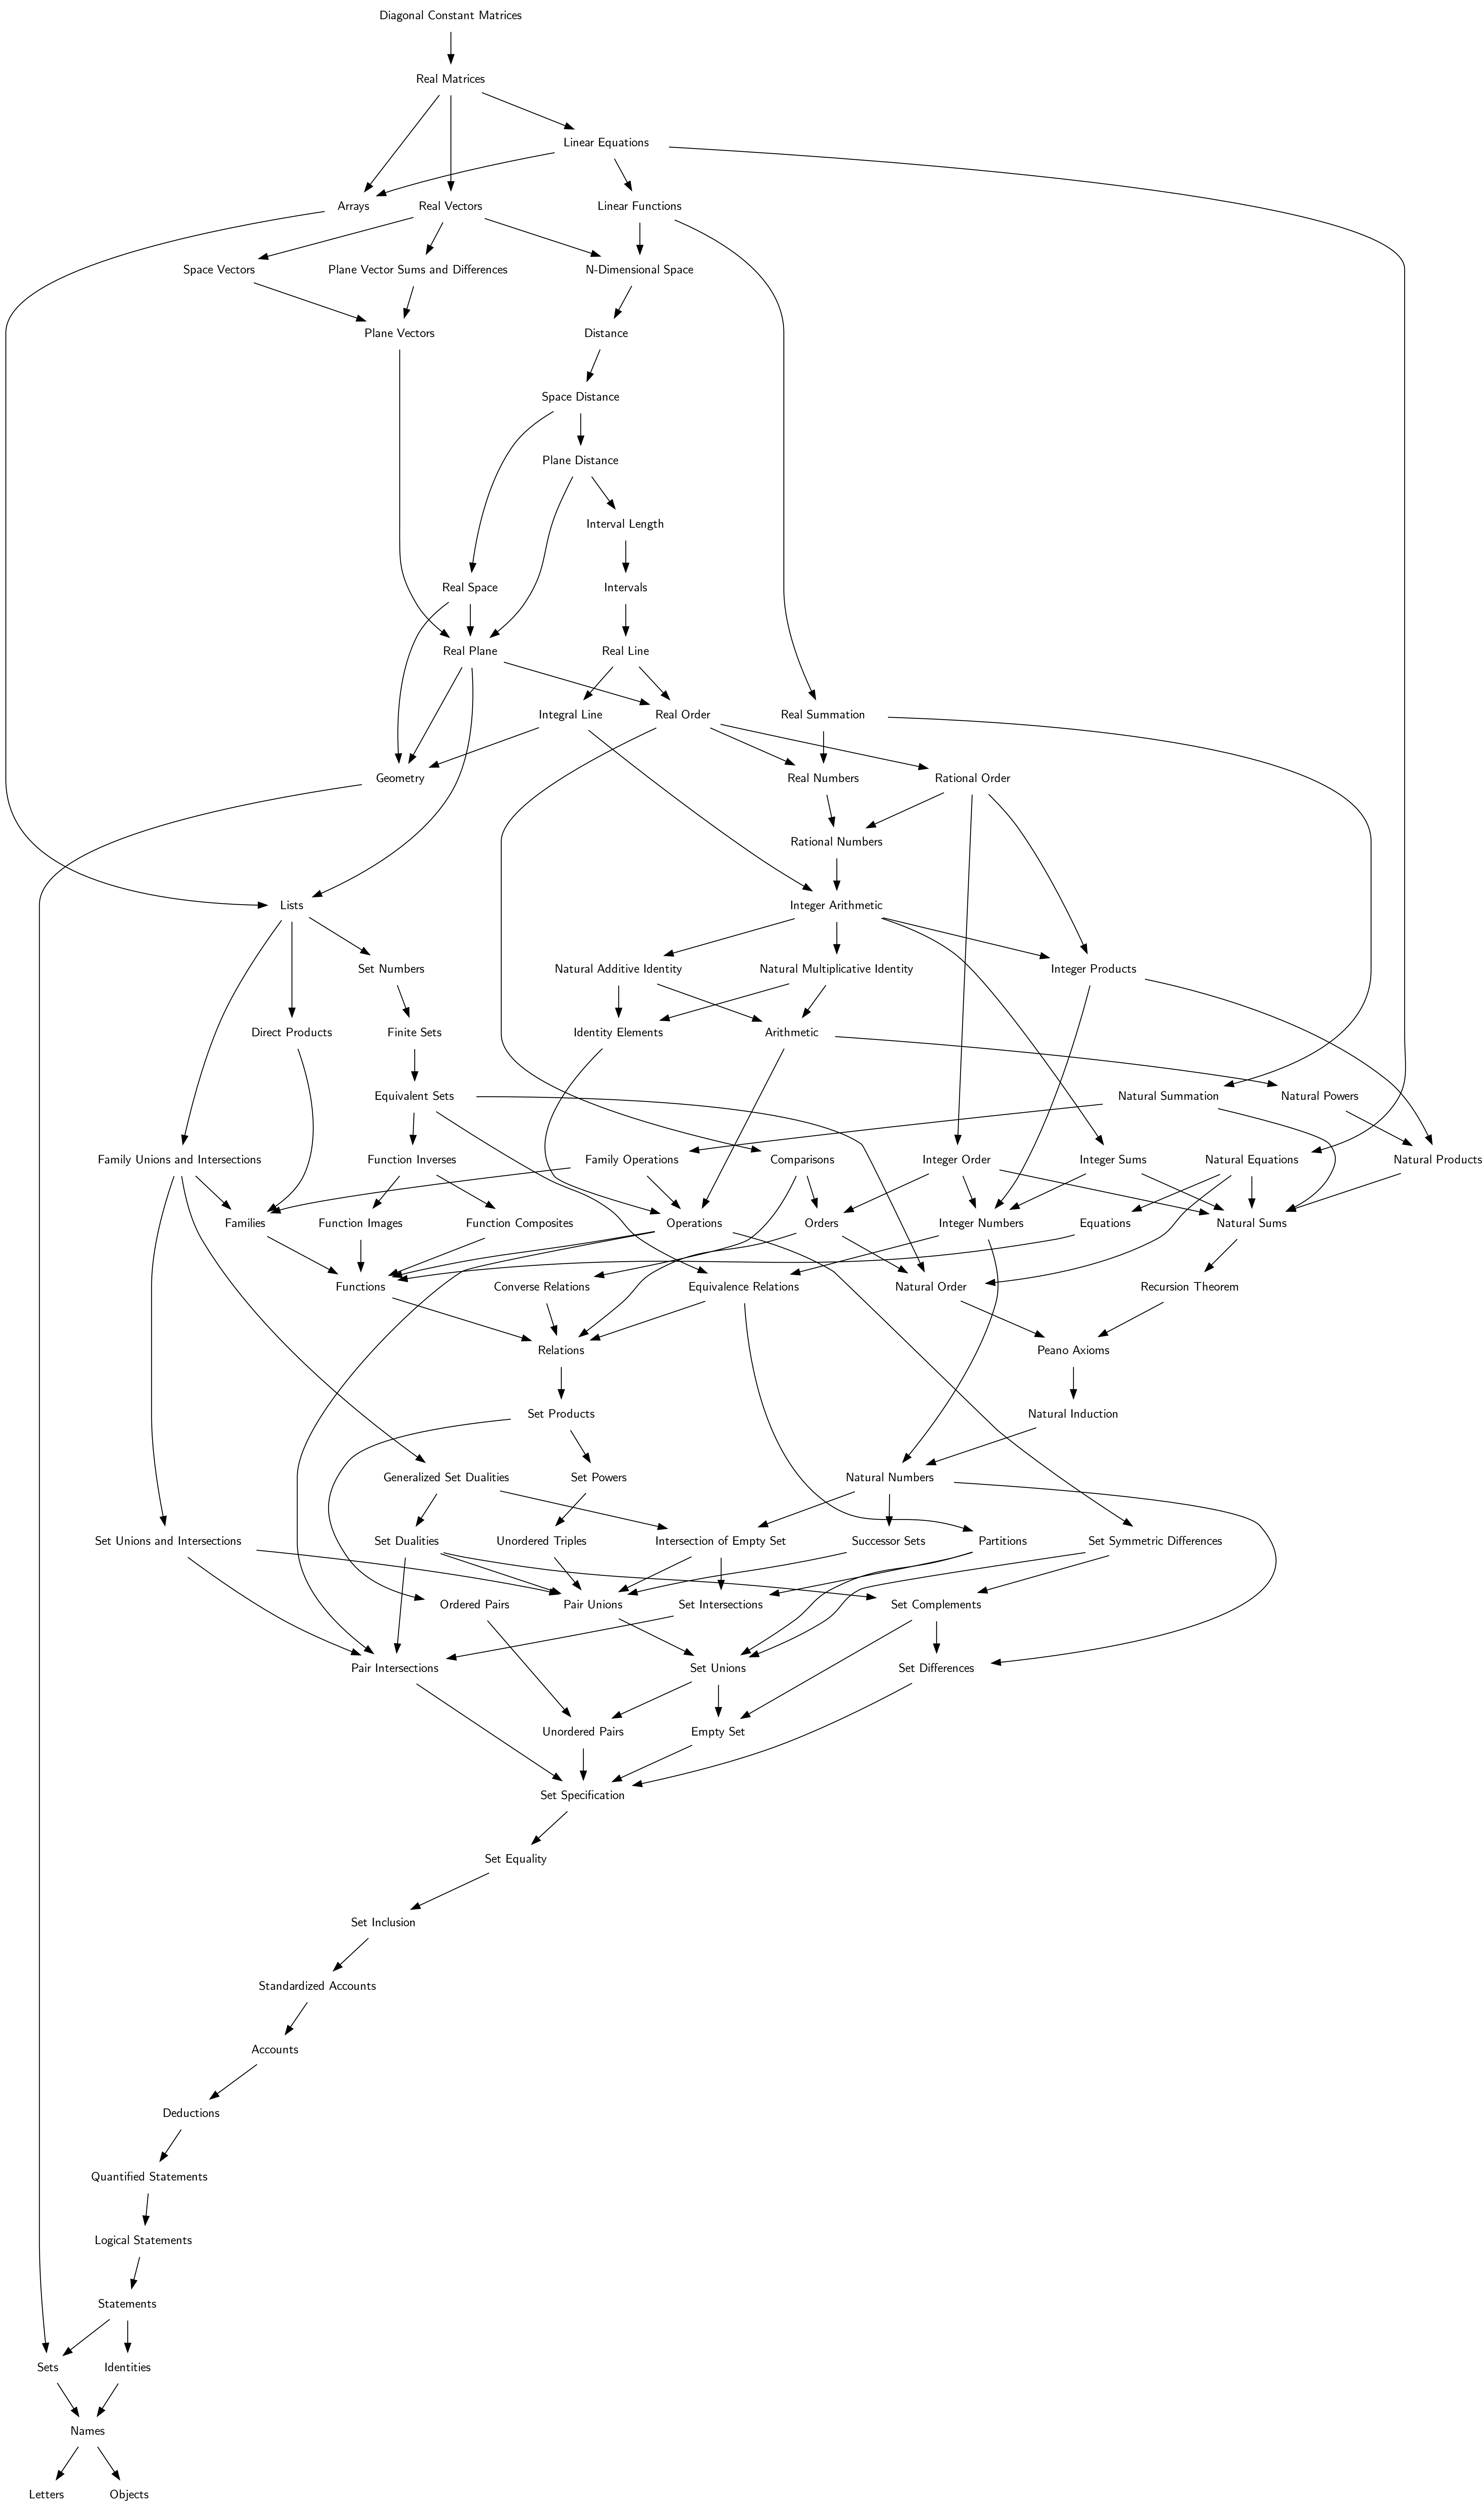 Diagonal Constant Matrices
Real Matrices
Linear Equations
Arrays
Real Vectors
Linear Functions
Space Vectors
Plane Vector Sums and Differences
N-Dimensional Space
Plane Vectors
Distance
Space Distance
Plane Distance
Interval Length
Real Space
Intervals
Real Plane
Real Line
Integral Line
Real Order
Real Summation
Geometry
Real Numbers
Rational Order
Rational Numbers
Lists
Integer Arithmetic
Set Numbers
Natural Additive Identity
Natural Multiplicative Identity
Integer Products
Direct Products
Finite Sets
Identity Elements
Arithmetic
Equivalent Sets
Natural Summation
Natural Powers
Family Unions and Intersections
Function Inverses
Family Operations
Comparisons
Integer Order
Integer Sums
Natural Equations
Natural Products
Families
Function Images
Function Composites
Operations
Orders
Integer Numbers
Equations
Natural Sums
Functions
Converse Relations
Equivalence Relations
Natural Order
Recursion Theorem
Relations
Peano Axioms
Set Products
Natural Induction
Generalized Set Dualities
Set Powers
Natural Numbers
Set Unions and Intersections
Set Dualities
Unordered Triples
Intersection of Empty Set
Successor Sets
Partitions
Set Symmetric Differences
Ordered Pairs
Pair Unions
Set Intersections
Set Complements
Pair Intersections
Set Unions
Set Differences
Unordered Pairs
Empty Set
Set Specification
Set Equality
Set Inclusion
Standardized Accounts
Accounts
Deductions
Quantified Statements
Logical Statements
Statements
Sets
Identities
Names
Letters
Objects